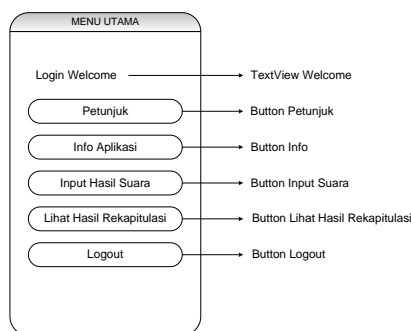 MENU UTAMA
Login Welcome TextView Welcome
Petunjuk Button Petunjuk
Info Aplikasi Button Info
Input Hasil Suara Button Input Suara
Lihat Hasil Rekapitulasi Button Lihat Hasil Rekapitulasi
Logout Button Logout